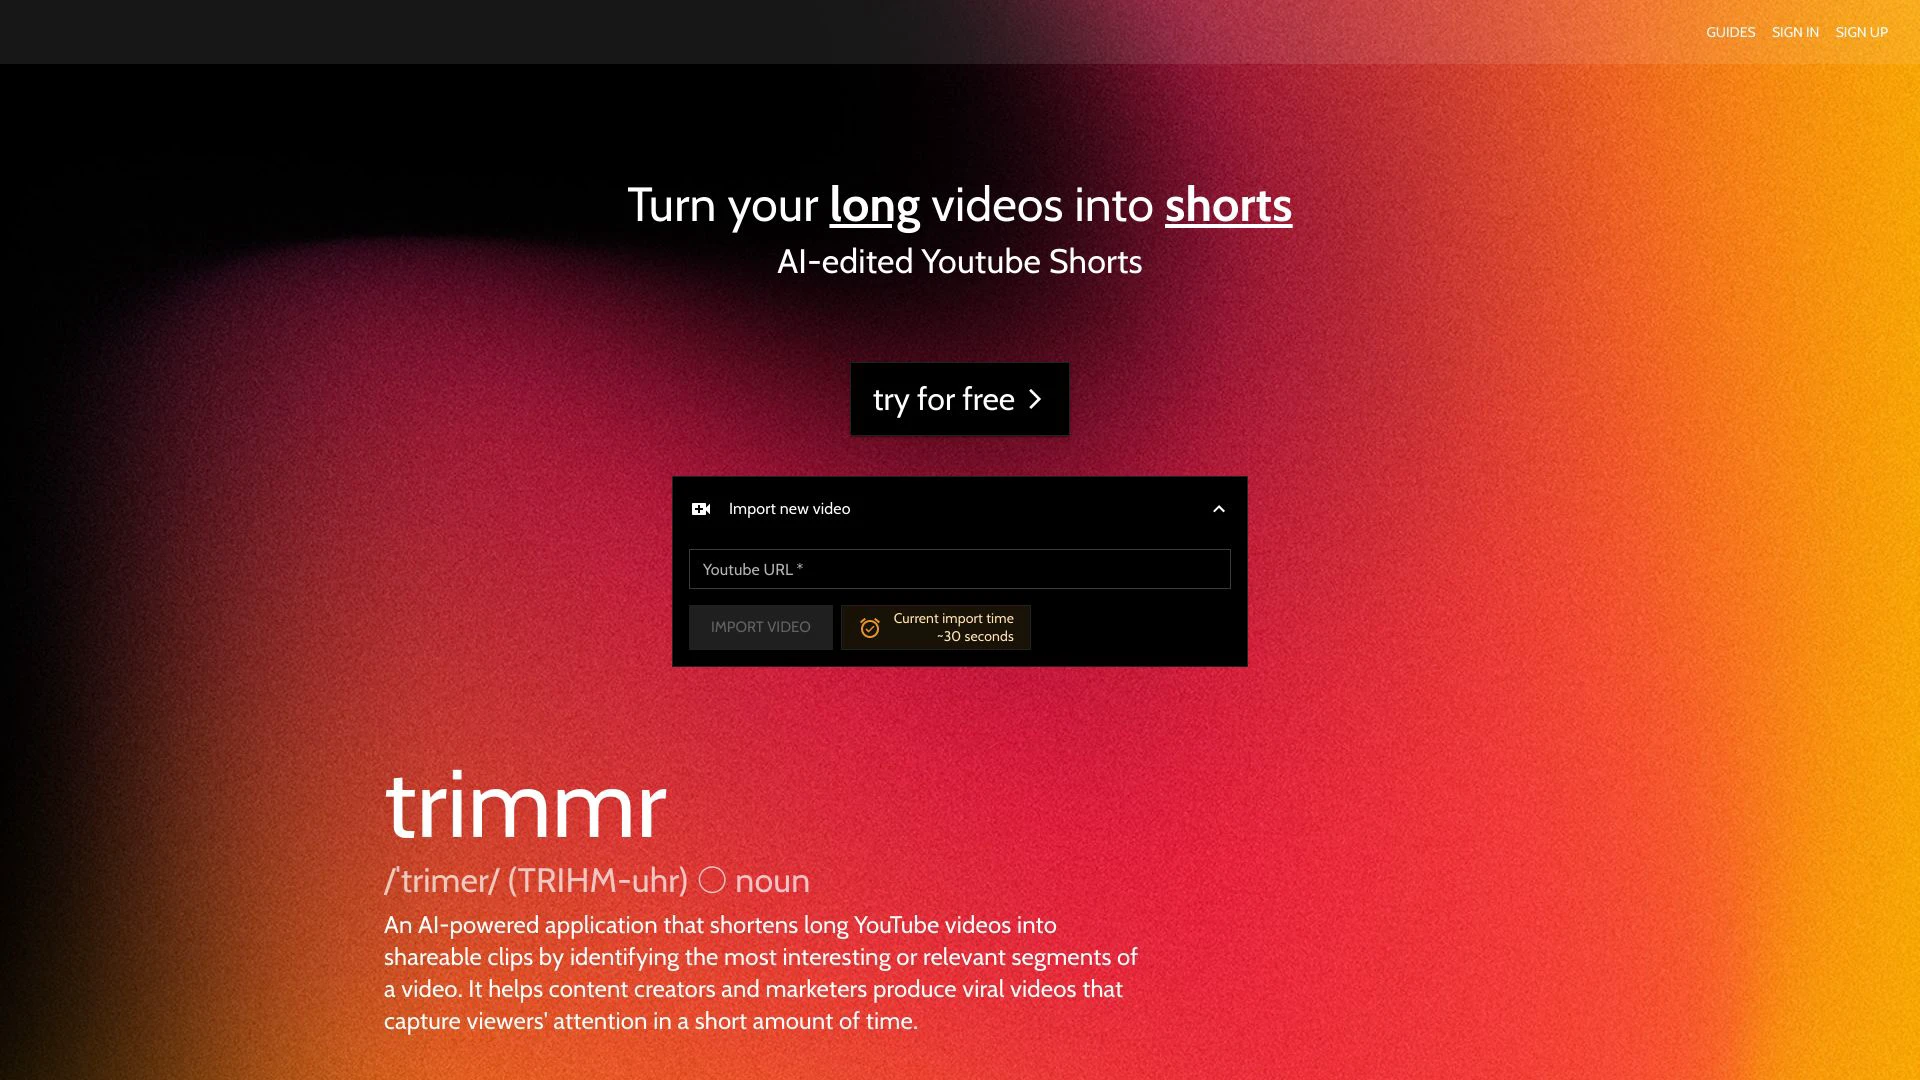 GUIDES SIGN IN SIGN UP
Turn your long videos into shorts
AI-edited Youtube Shorts
try for free
Import new video
Youtube URL *
IMPORT VIDEO
Current import time
~30 seconds
trimmr
/'trimer/ (TRIHM-uhr) ◯ noun
An AI-powered application that shortens long YouTube videos into
shareable clips by identifying the most interesting or relevant segments of
a video. It helps content creators and marketers produce viral videos that
capture viewers' attention in a short amount of time.